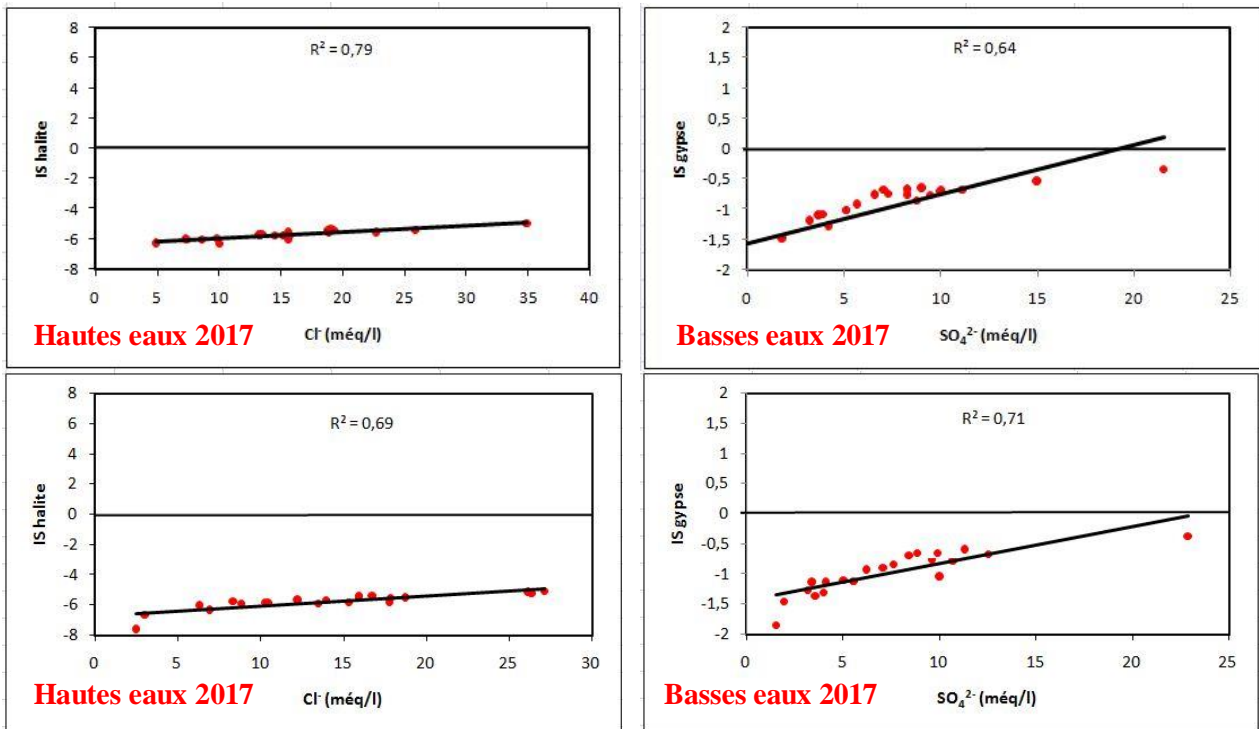 8
6
4
2
0
-2
-4
-6
-8
IS halite
R² = 0,79
0 5 10 15 20 25 30 35 40
Cl⁻ (méq/l)
Hautes eaux 2017
2
1,5
1
0,5
0
-0,5
-1
-1,5
-2
IS gypse
R² = 0,64
0 5 10 15 20 25
SO₄²⁻ (méq/l)
Basses eaux 2017
8
6
4
2
0
-2
-4
-6
-8
IS halite
R² = 0,69
0 5 10 15 20 25 30
Cl⁻ (méq/l)
Hautes eaux 2017
2
1,5
1
0,5
0
-0,5
-1
-1,5
-2
IS gypse
R² = 0,71
0 5 10 15 20 25
SO₄²⁻ (méq/l)
Basses eaux 2017